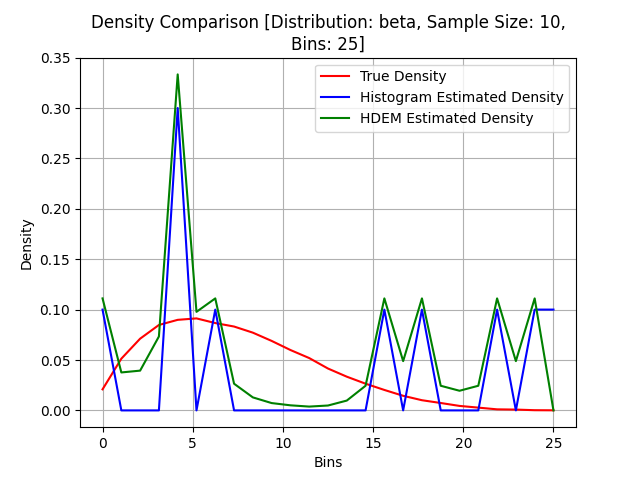 Density Comparison [Distribution: beta, Sample Size: 10,
Bins: 25]
True Density
Histogram Estimated Density
HDEM Estimated Density
Density
0.35
0.30
0.25
0.20
0.15
0.10
0.05
0.00
0 5 10 15 20 25
Bins